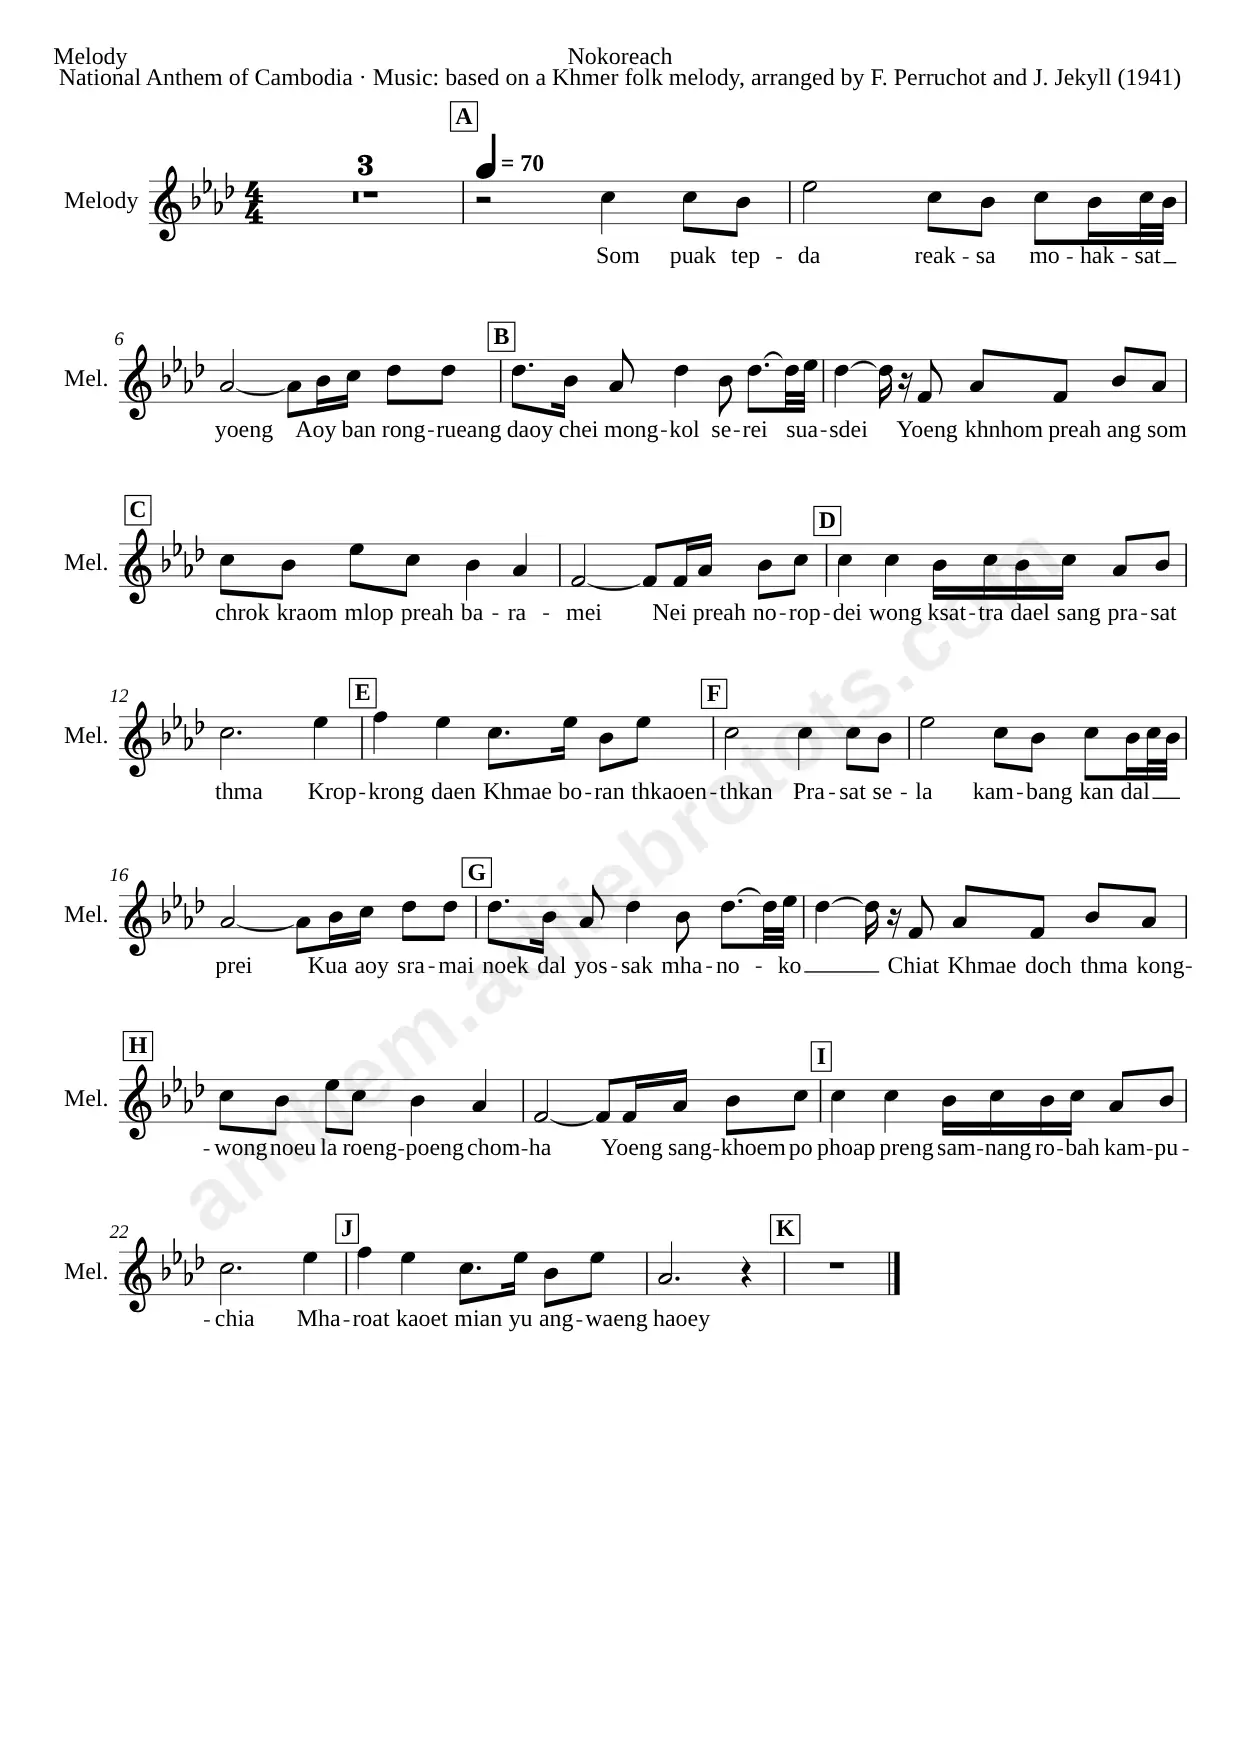 Melody
Nokoreach
National Anthem of Cambodia · Music: based on a Khmer folk melody, arranged by F. Perruchot and J. Jekyll (1941)
A
3
= 70
Melody
Som puak tep - da reak - sa mo - hak - sat
6
B
Mel.
yoeng Aoy ban rong - rueang daoy chei mong - kol se - rei sua - sdei Yoeng khnhom preah ang som
C
D
Mel.
chrok kraom mlop preah ba - ra - mei Nei preah no - rop - dei wong ksat - tra dael sang pra - sat
12
E
F
Mel.
thma Krop - krong daen Khmae bo - ran thkaoen - thkan Pra - sat se - la kam - bang kan dal
16
G
Mel.
prei Kua aoy sra - mai noek dal yos - sak mha - no - ko Chiat Khmae doch thma kong -
H
I
Mel.
- wong noeu la roeng - poeng chom - ha Yoeng sang - khoem po phoap preng sam - nang ro - bah kam - pu -
22
J
K
Mel.
- chia Mha - roat kaoet mian yu ang - waeng haoey
arrhem.adjiebrotots.com